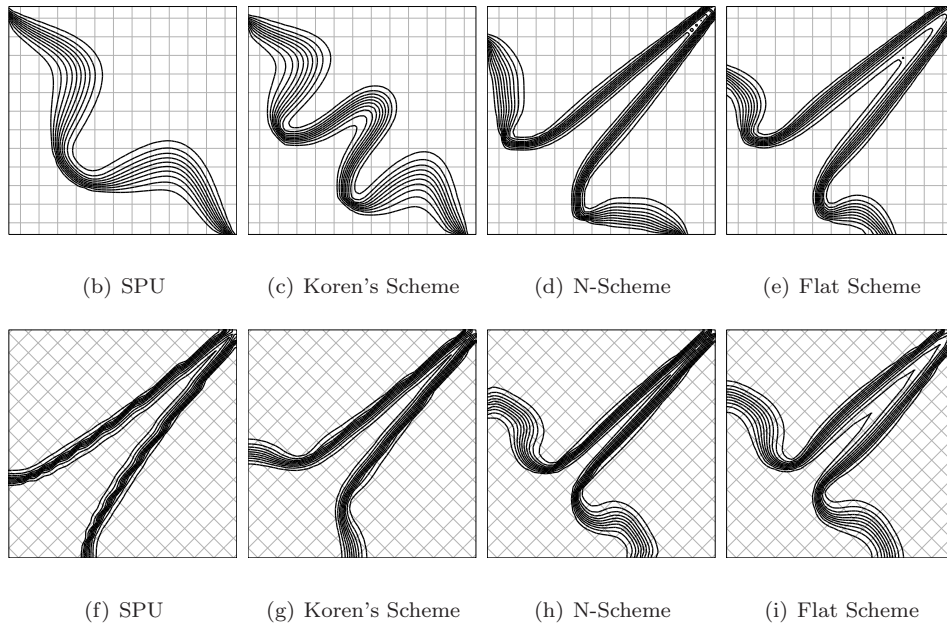 (b) SPU (c) Koren's Scheme (d) N-Scheme (e) Flat Scheme
(f) SPU (g) Koren's Scheme (h) N-Scheme (i) Flat Scheme